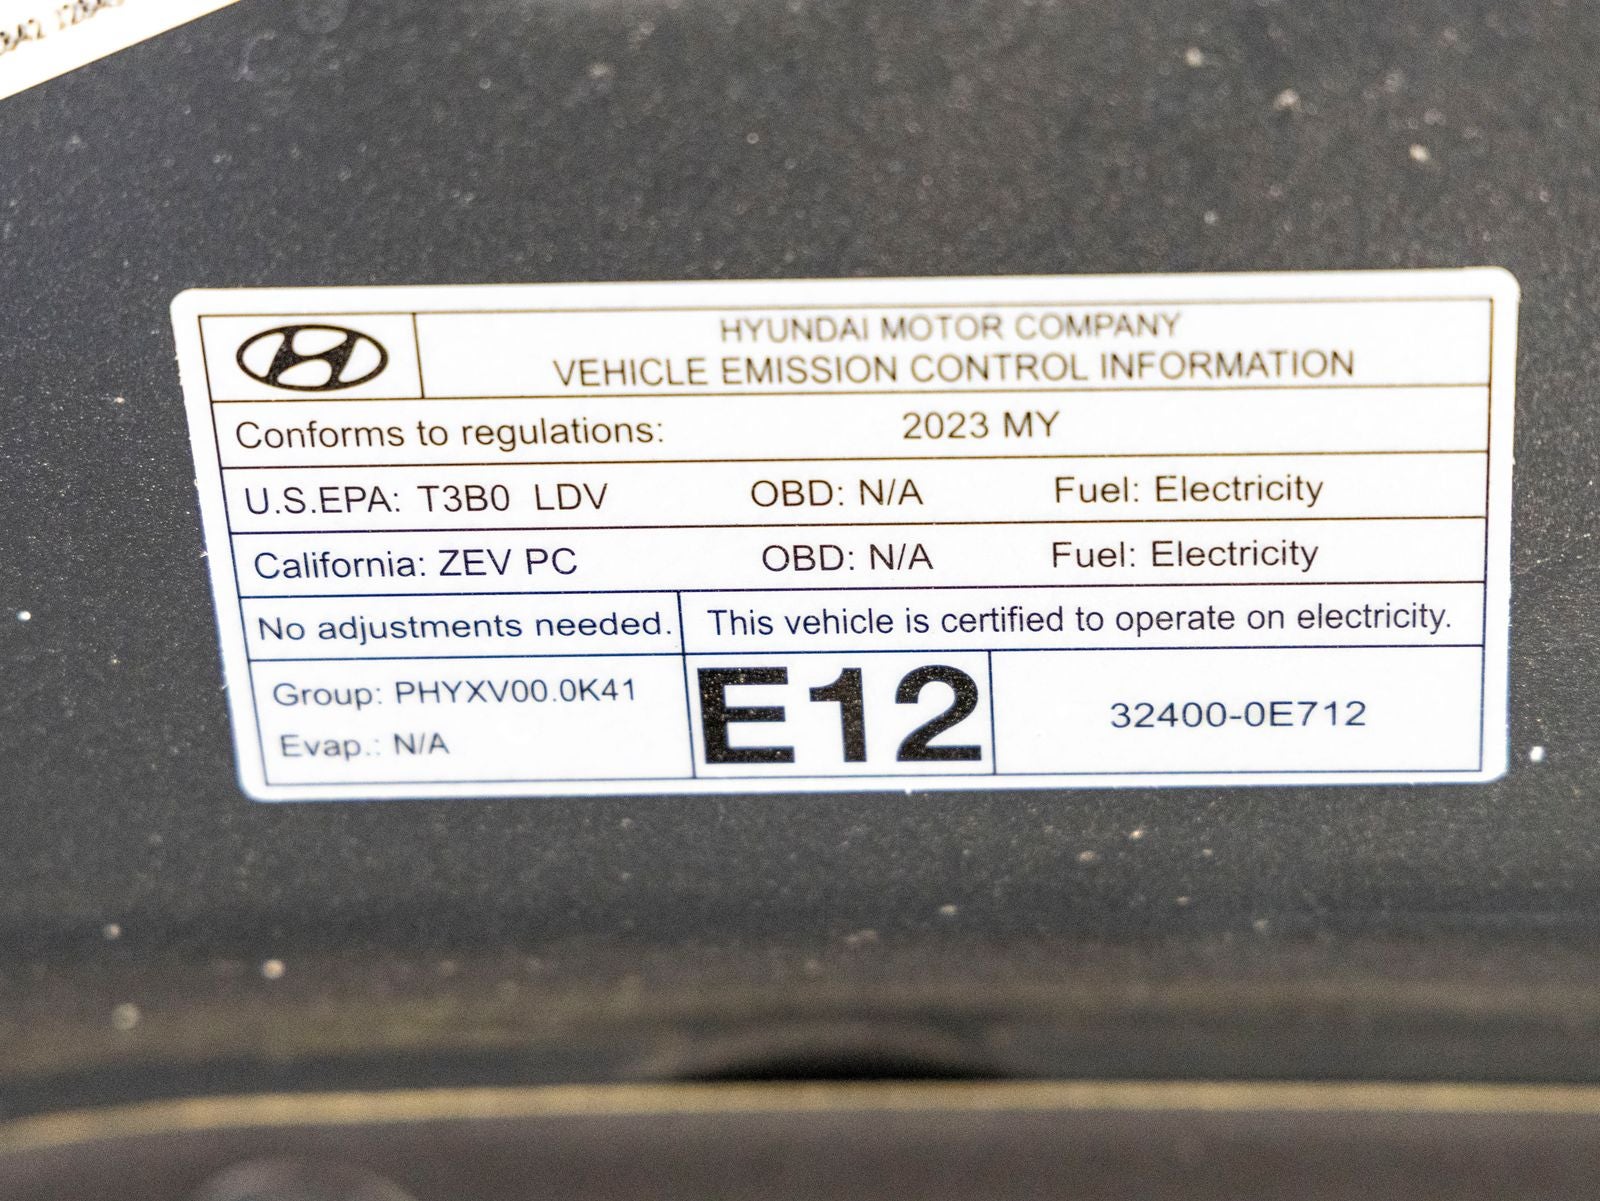 HYUNDAI MOTOR COMPANY
VEHICLE EMISSION CONTROL INFORMATION
Conforms to regulations: 2023 MY
U.S.EPA: T3B0 LDV OBD: N/A Fuel: Electricity
California: ZEV PC OBD: N/A Fuel: Electricity
No adjustments needed. This vehicle is certified to operate on electricity.
Group: PHYXV00.0K41
Evap.: N/A
E12
32400-0E712